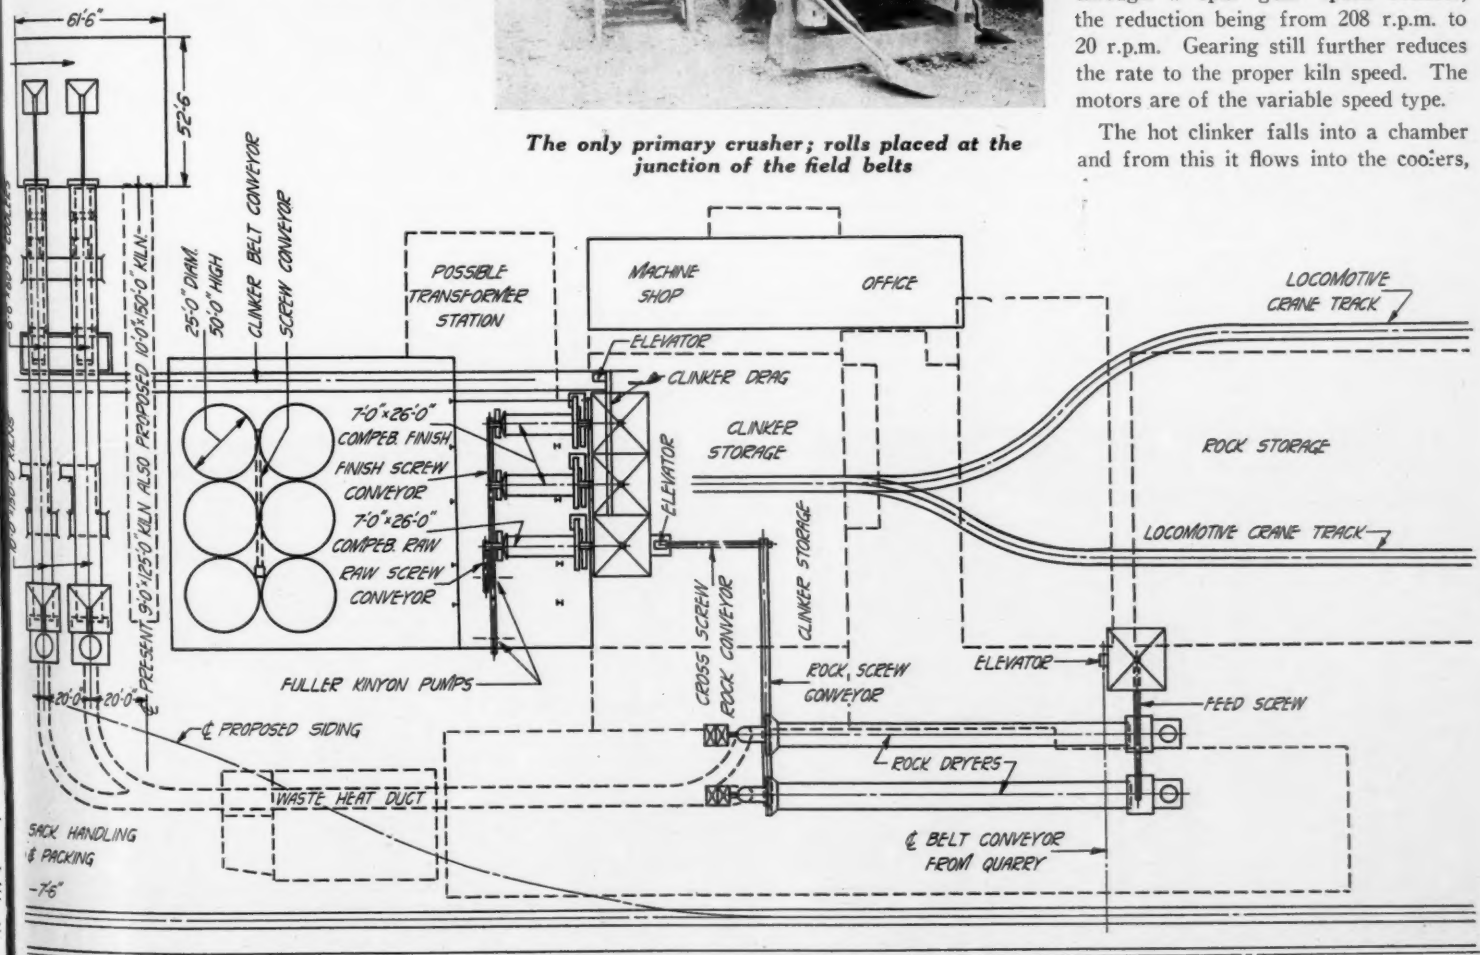 the reduction being from 208 r.p.m. to
20 r.p.m. Gearing still further reduces
the rate to the proper kiln speed. The
motors are of the variable speed type.
The hot clinker falls into a chamber
and from this it flows into the coolers,
The only primary crusher; rolls placed at the
junction of the field belts
61'-6"
52'-6
PRESENT 9'-0"×125'-0" KILN ALSO PROPOSED 10'-0"×150'-0" KILN.
25'-0" DIAM.
50'-0" HIGH
CLINKER BELT CONVEYOR
SCREW CONVEYOR
POSSIBLE
TRANSFORMER
STATION
MACHINE
SHOP
OFFICE
LOCOMOTIVE
CRANE TRACK
ELEVATOR
CLINKER DRAG
7'-0"×26'-0"
COMPEB. FINISH
FINISH SCREW
CONVEYOR
7'-0"×26'-0"
COMPEB. RAW
RAW SCREW
CONVEYOR
CLINKER
STORAGE
ELEVATOR
ROCK STORAGE
LOCOMOTIVE CRANE TRACK
CLINKER STORAGE
CROSS SCREW
ROCK CONVEYOR
ROCK SCREW
CONVEYOR
ELEVATOR
FEED SCREW
FULLER KINYON PUMPS
20'-0"
20'-0"
℄
℄ PROPOSED SIDING
ROCK DRYERS
WASTE HEAT DUCT
℄ BELT CONVEYOR
FROM QUARRY
SACK HANDLING
& PACKING
-7'-6"